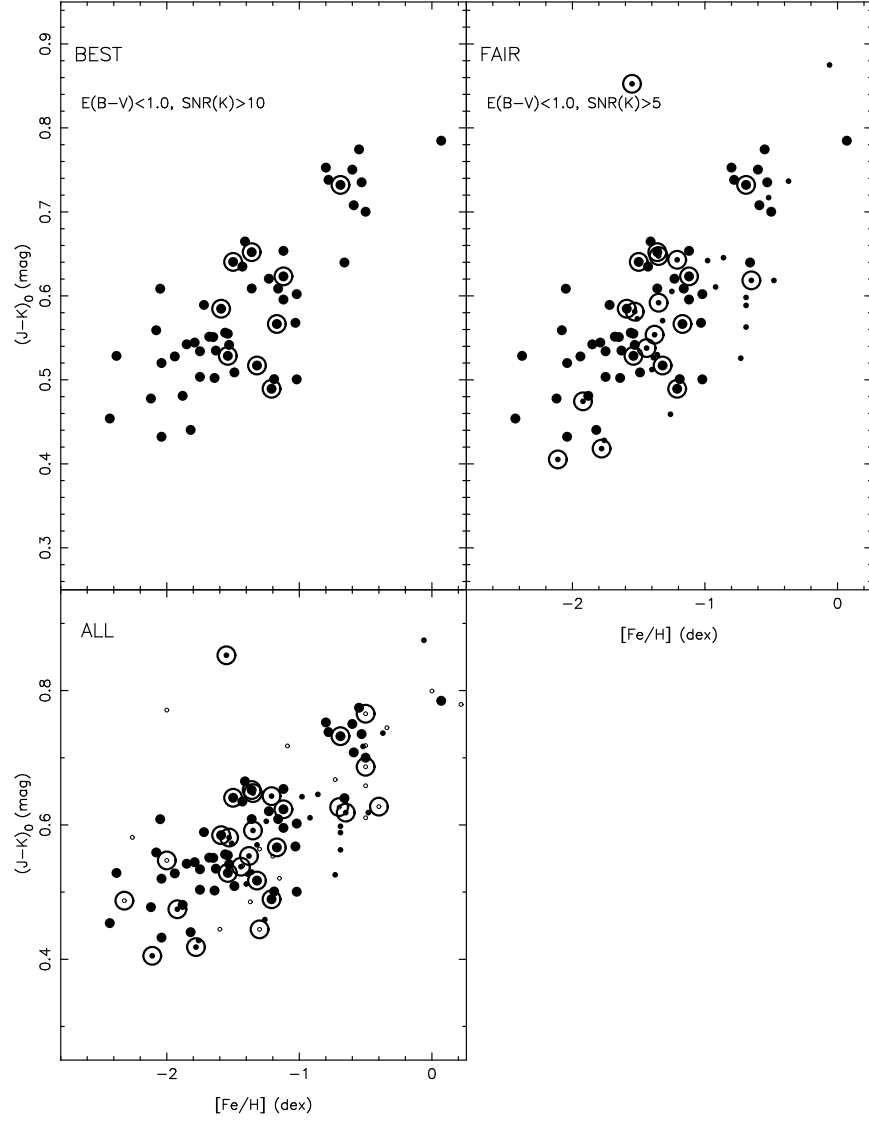 BEST
E(B−V)<1.0, SNR(K)>10
FAIR
E(B−V)<1.0, SNR(K)>5
0.9
0.8
0.7
0.6
0.5
0.4
0.3
(J−K)0 (mag)
−2
−1
0
[Fe/H] (dex)
ALL
0.8
0.6
0.4
(J−K)0 (mag)
−2
−1
0
[Fe/H] (dex)